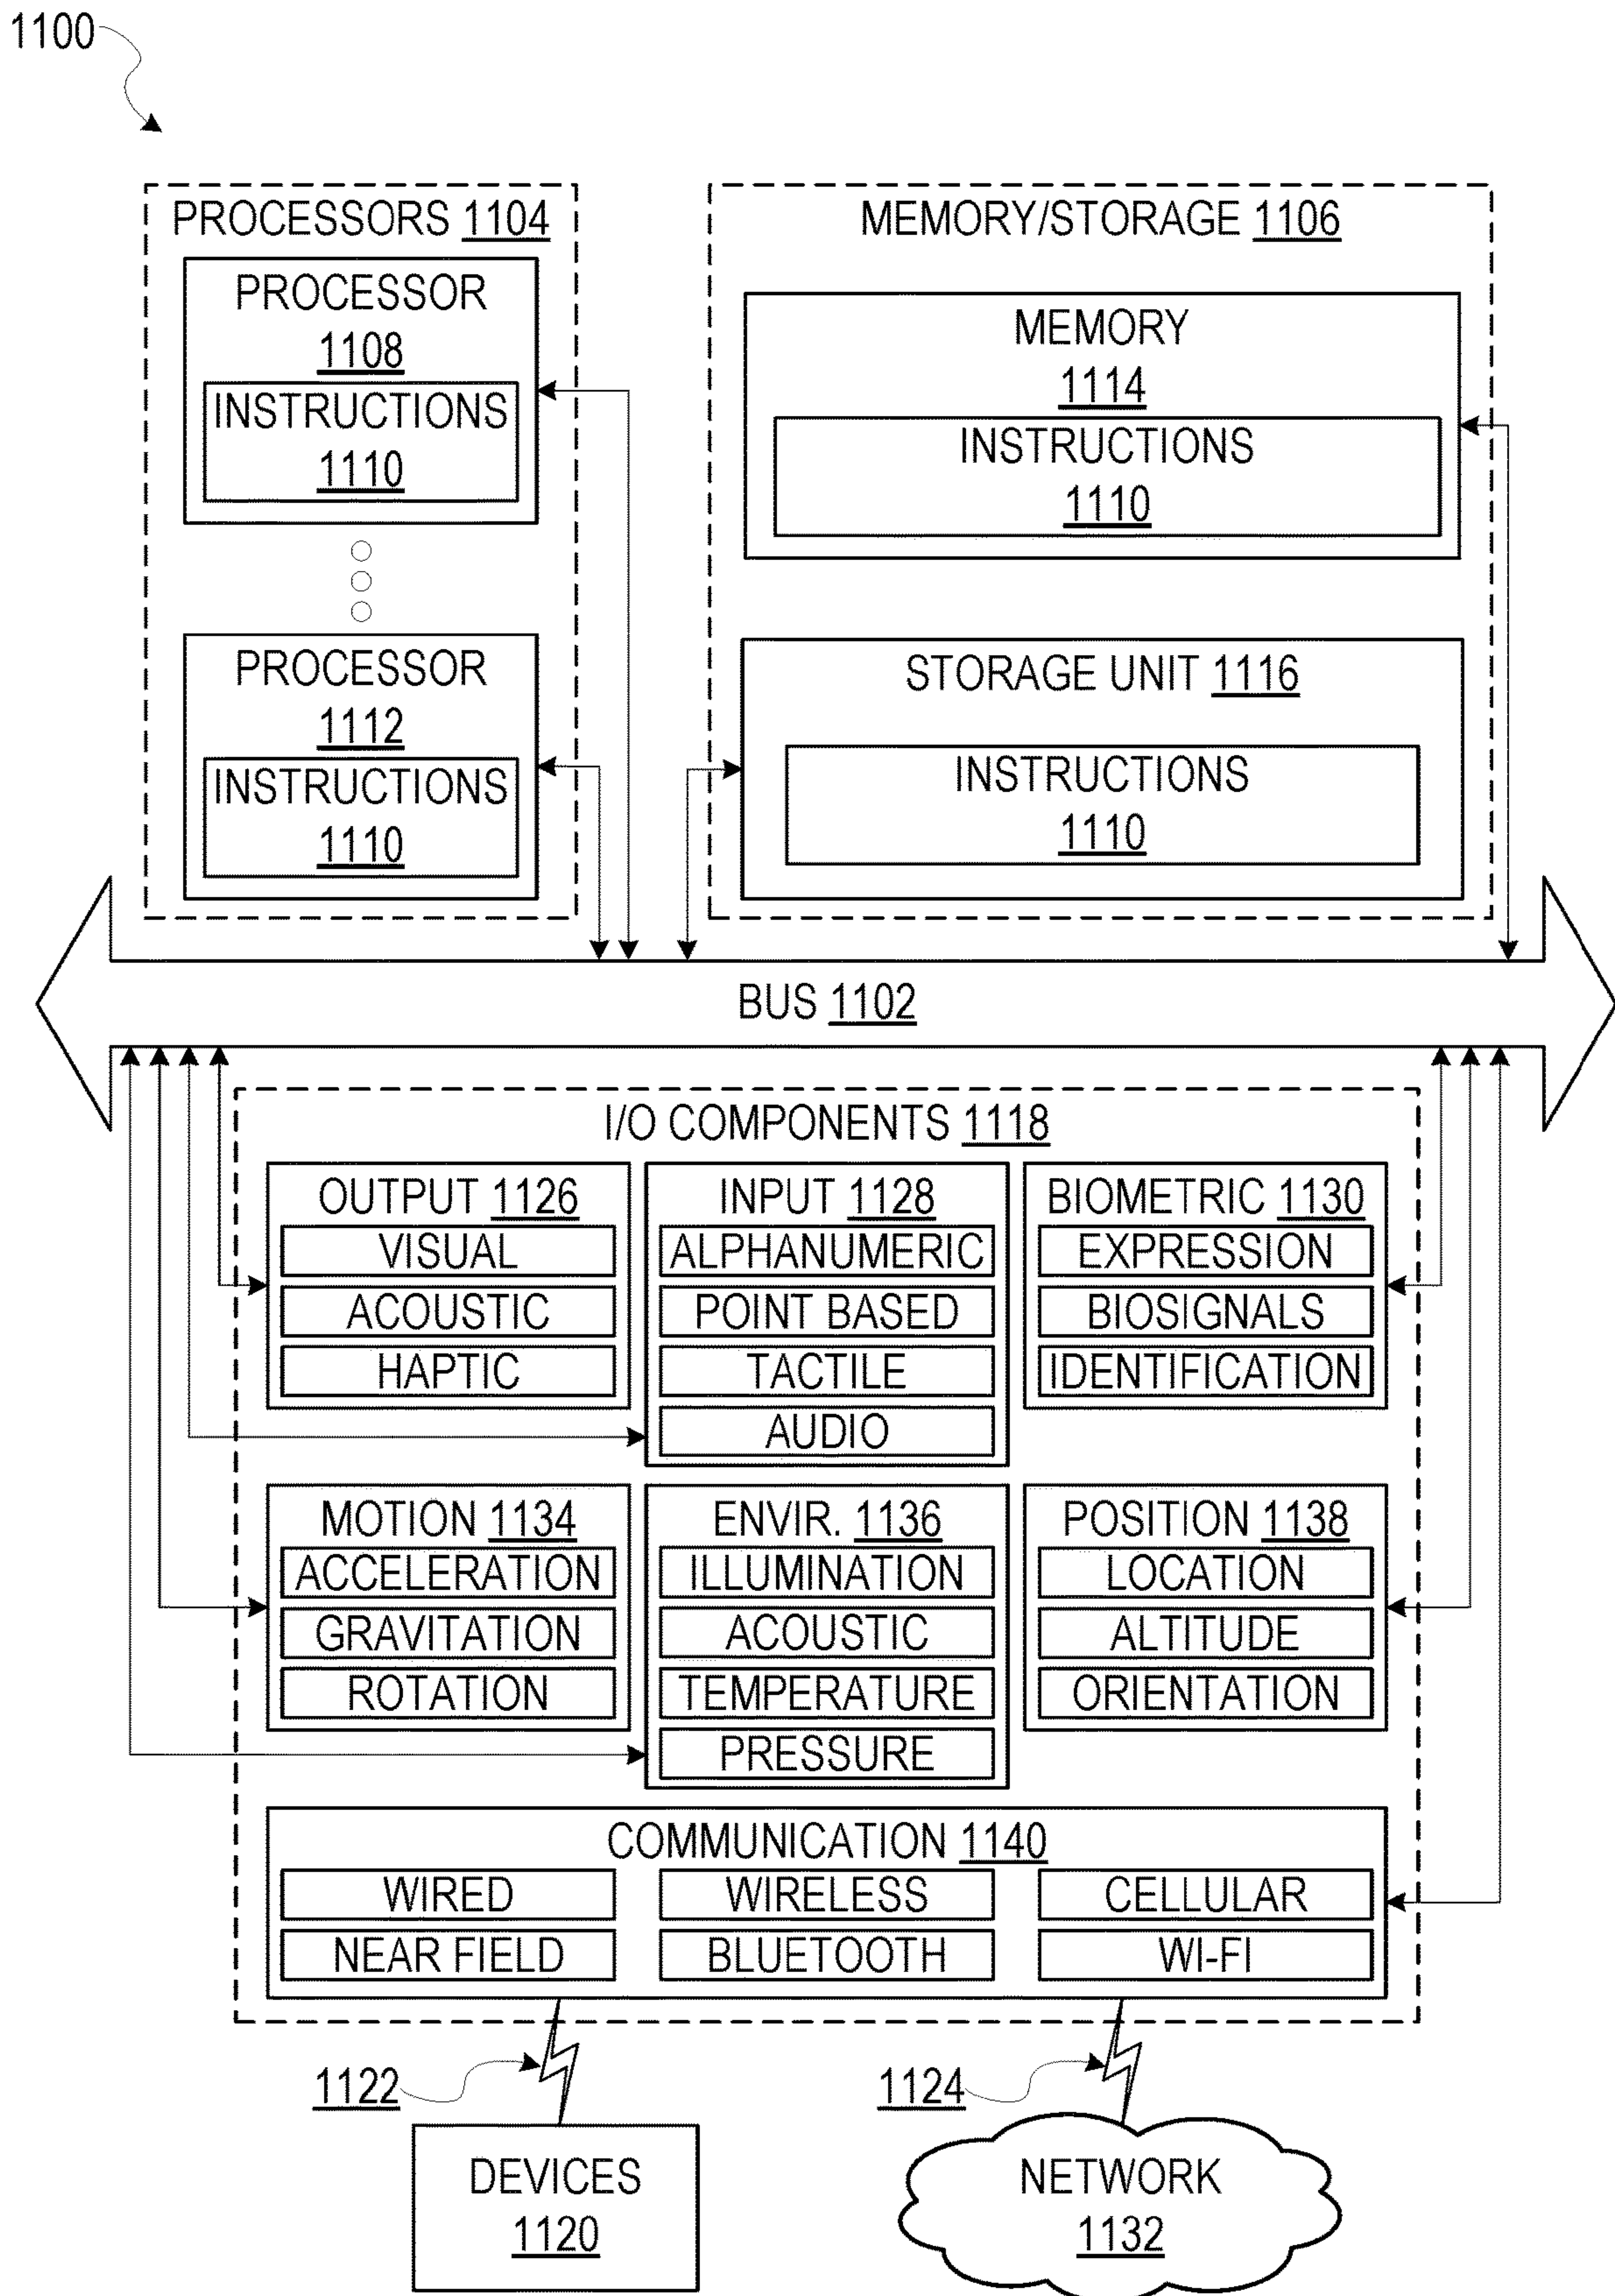 1100
PROCESSORS 1104
PROCESSOR
1108
INSTRUCTIONS
1110
PROCESSOR
1112
INSTRUCTIONS
1110
MEMORY/STORAGE 1106
MEMORY
1114
INSTRUCTIONS
1110
STORAGE UNIT 1116
INSTRUCTIONS
1110
BUS 1102
I/O COMPONENTS 1118
OUTPUT 1126
VISUAL
ACOUSTIC
HAPTIC
INPUT 1128
ALPHANUMERIC
POINT BASED
TACTILE
AUDIO
BIOMETRIC 1130
EXPRESSION
BIOSIGNALS
IDENTIFICATION
MOTION 1134
ACCELERATION
GRAVITATION
ROTATION
ENVIR. 1136
ILLUMINATION
ACOUSTIC
TEMPERATURE
PRESSURE
POSITION 1138
LOCATION
ALTITUDE
ORIENTATION
COMMUNICATION 1140
WIRED
WIRELESS
CELLULAR
NEAR FIELD
BLUETOOTH
WI-FI
1122
1124
DEVICES
1120
NETWORK
1132